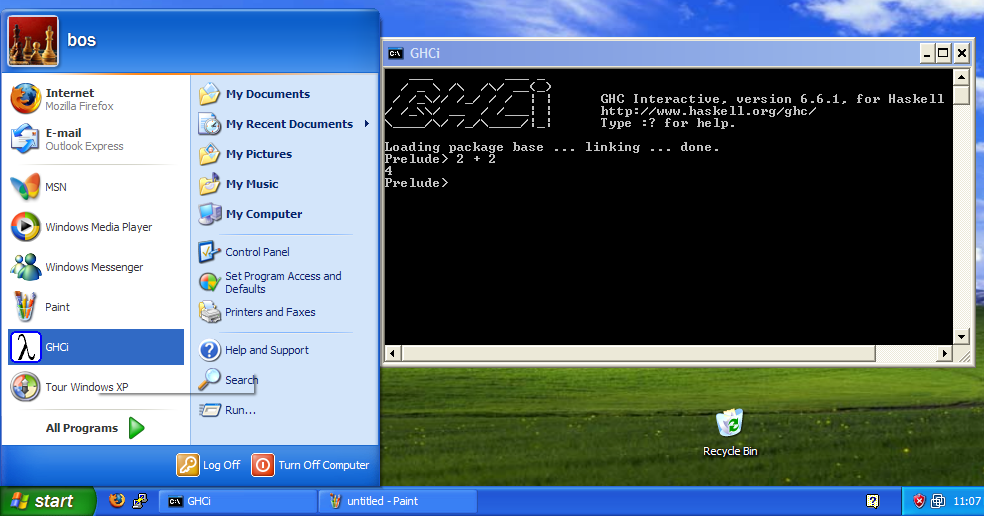 bos
Internet
Mozilla Firefox
E-mail
Outlook Express
MSN
Windows Media Player
Windows Messenger
Paint
GHCi
Tour Windows XP
All Programs
My Documents
My Recent Documents
My Pictures
My Music
My Computer
Control Panel
Set Program Access and
Defaults
Printers and Faxes
Help and Support
Search
Run...
Log Off
Turn Off Computer
GHCi
GHC Interactive, version 6.6.1, for Haskell
http://www.haskell.org/ghc/
Type :? for help.
Loading package base ... linking ... done.
Prelude> 2 + 2
4
Prelude>
Recycle Bin
start
GHCi
untitled - Paint
11:07